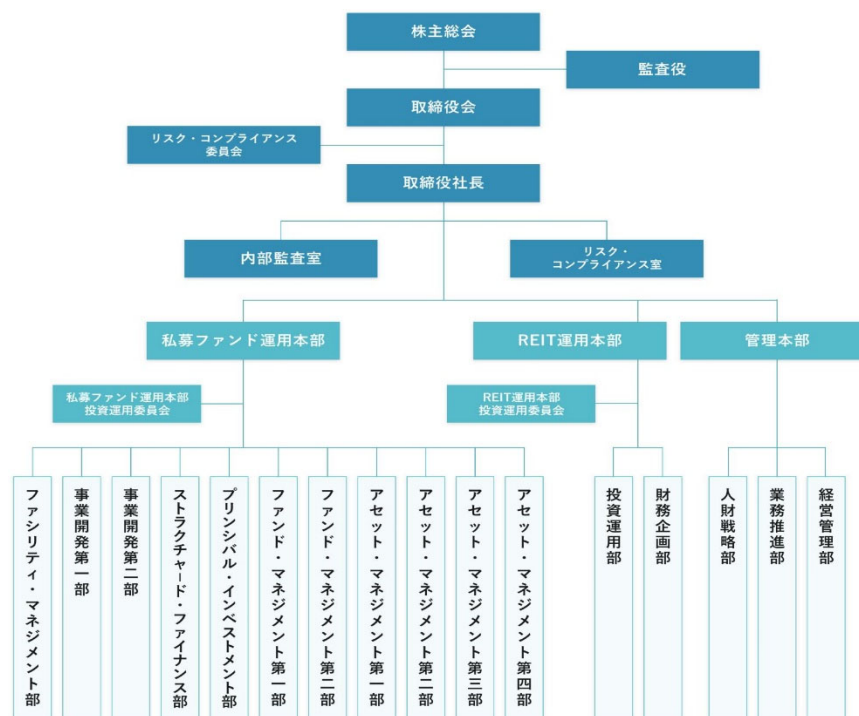 株主総会
監査役
取締役会
リスク・コンプライアンス
委員会
取締役社長
内部監査室
リスク・
コンプライアンス室
私募ファンド運用本部
REIT運用本部
管理本部
私募ファンド運用本部
投資運用委員会
REIT運用本部
投資運用委員会
ファシリティ・マネジメント部
事業開発第一部
事業開発第二部
ストラクチャード・ファイナンス部
プリンシパル・インベストメント部
ファンド・マネジメント第一部
ファンド・マネジメント第二部
アセット・マネジメント第一部
アセット・マネジメント第二部
アセット・マネジメント第三部
アセット・マネジメント第四部
投資運用部
財務企画部
人財戦略部
業務推進部
経営管理部